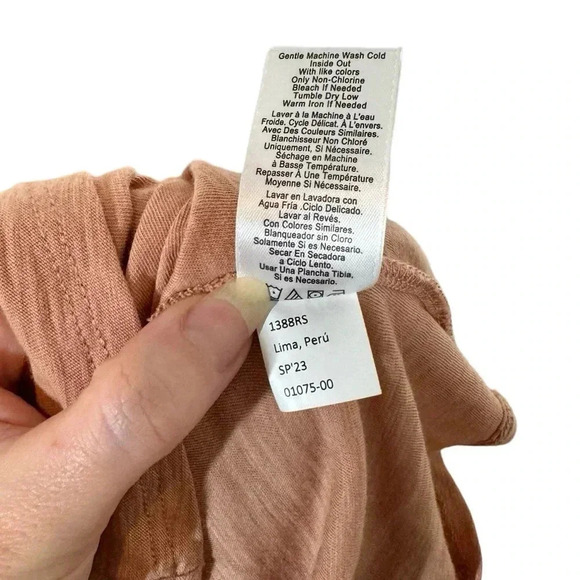 Gentle Machine Wash Cold
Inside Out
With like colors
Only Non-Chlorine
Bleach If Needed
Tumble Dry Low
Warm Iron If Needed
Laver à la Machine à L'eau
Froide. Cycle Délicat. À L'envers.
Avec Des Couleurs Similaires.
Blanchisseur Non Chloré
Uniquement, Si Nécessaire.
Séchage en Machine
à Basse Température.
Repasser À Une Température
Moyenne Si Nécessaire.
Lavar en Lavadora con
Agua Fría .Ciclo Delicado.
Lavar al Revés.
Con Colores Similares.
Blanqueador sin Cloro
Solamente Si es Necesario.
Secar En Secadora
a Ciclo Lento.
Usar Una Plancha Tibia.
Si es Necesario.
1388RS
Lima, Perú
SP'23
01075-00